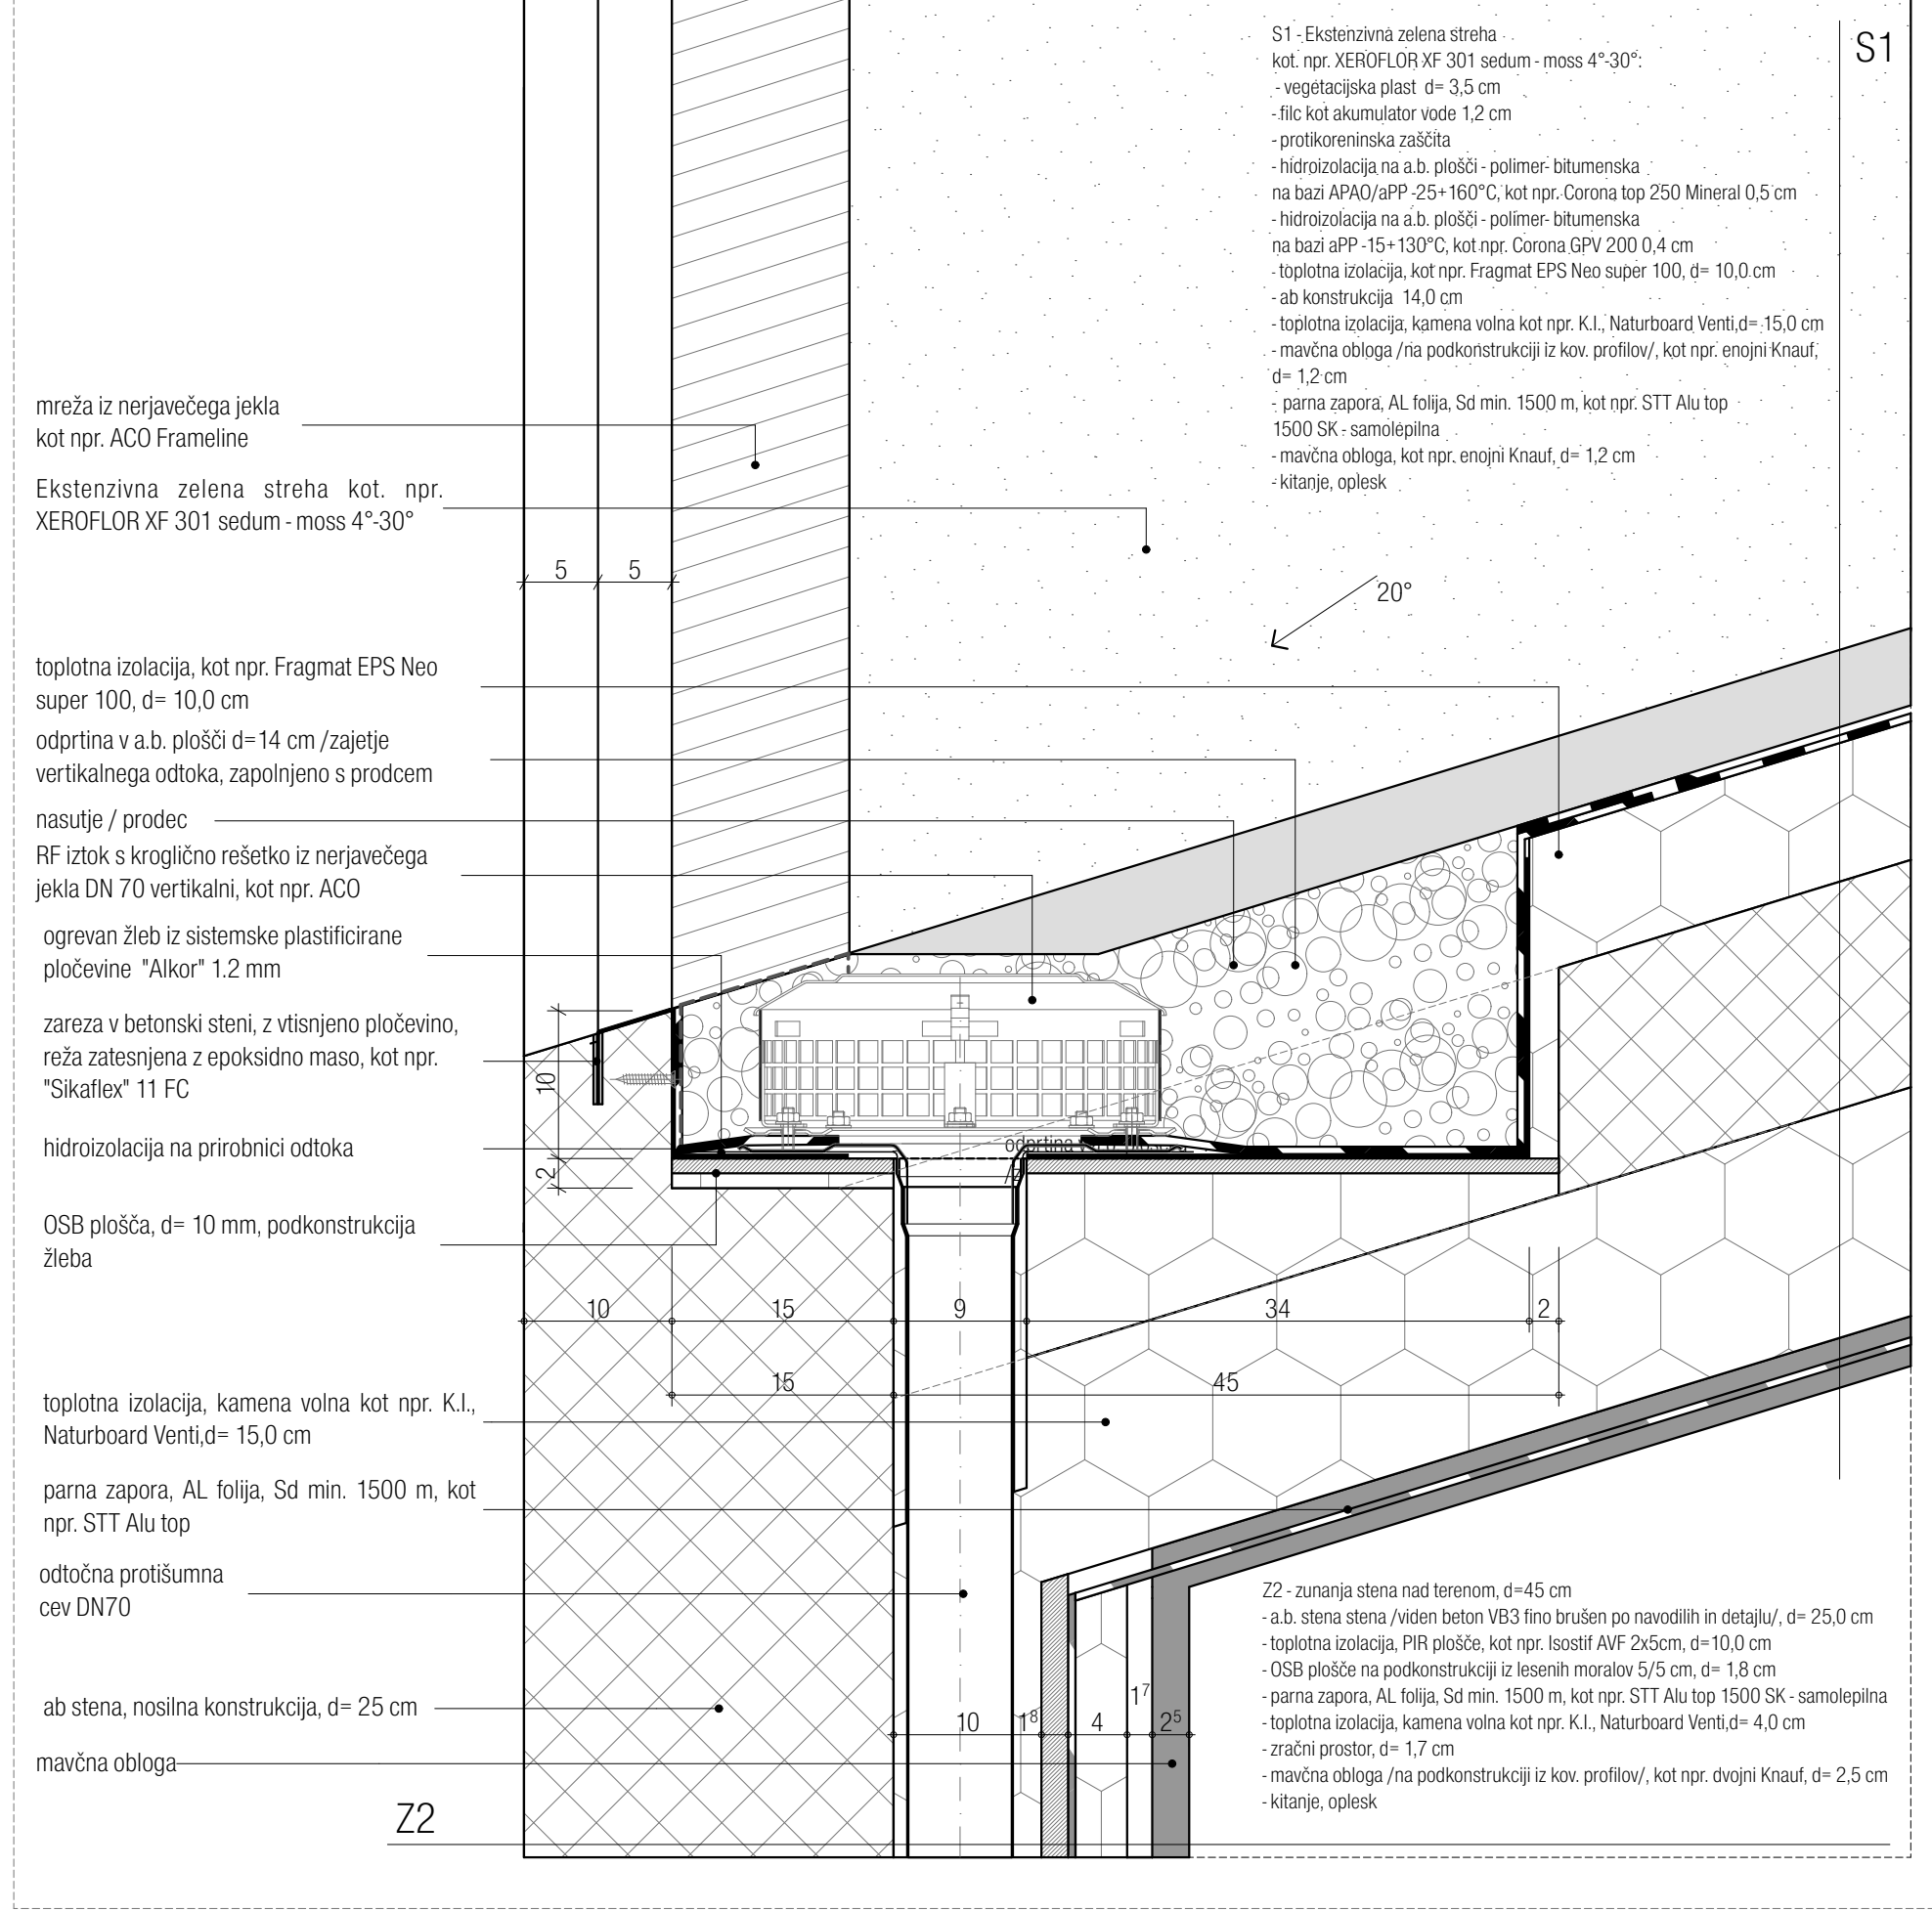 S1 - Ekstenzivna zelena streha
kot. npr. XEROFLOR XF 301 sedum - moss 4°-30°:
- vegetacijska plast d= 3,5 cm
- filc kot akumulator vode 1,2 cm
- protikoreninska zaščita
- hidroizolacija na a.b. plošči - polimer- bitumenska
na bazi APAO/aPP -25+160°C, kot npr. Corona top 250 Mineral 0,5 cm
- hidroizolacija na a.b. plošči - polimer- bitumenska
na bazi aPP -15+130°C, kot npr. Corona GPV 200 0,4 cm
- toplotna izolacija, kot npr. Fragmat EPS Neo super 100, d= 10,0 cm
- ab konstrukcija 14,0 cm
- toplotna izolacija, kamena volna kot npr. K.I., Naturboard Venti,d= 15,0 cm
- mavčna obloga /na podkonstrukciji iz kov. profilov/, kot npr. enojni Knauf,
d= 1,2 cm
- parna zapora, AL folija, Sd min. 1500 m, kot npr. STT Alu top
1500 SK - samolepilna
- mavčna obloga, kot npr. enojni Knauf, d= 1,2 cm
- kitanje, oplesk
S1
mreža iz nerjavečega jekla
kot npr. ACO Frameline
Ekstenzivna zelena streha kot. npr.
XEROFLOR XF 301 sedum - moss 4°-30°
5 5
20°
toplotna izolacija, kot npr. Fragmat EPS Neo
super 100, d= 10,0 cm
odprtina v a.b. plošči d=14 cm /zajetje
vertikalnega odtoka, zapolnjeno s prodcem
nasutje / prodec
RF iztok s kroglično rešetko iz nerjavečega
jekla DN 70 vertikalni, kot npr. ACO
ogrevan žleb iz sistemske plastificirane
pločevine "Alkor" 1.2 mm
zareza v betonski steni, z vtisnjeno pločevino,
reža zatesnjena z epoksidno maso, kot npr.
"Sikaflex" 11 FC
10
hidroizolacija na prirobnici odtoka
odprtina
2
OSB plošča, d= 10 mm, podkonstrukcija
žleba
10 15 9 34 2
15 45
toplotna izolacija, kamena volna kot npr. K.I.,
Naturboard Venti,d= 15,0 cm
parna zapora, AL folija, Sd min. 1500 m, kot
npr. STT Alu top
odtočna protišumna
cev DN70
ab stena, nosilna konstrukcija, d= 25 cm
mavčna obloga
10 1⁸ 4 1⁷ 2⁵
Z2 - zunanja stena nad terenom, d=45 cm
- a.b. stena stena /viden beton VB3 fino brušen po navodilih in detajlu/, d= 25,0 cm
- toplotna izolacija, PIR plošče, kot npr. Isostif AVF 2x5cm, d=10,0 cm
- OSB plošče na podkonstrukciji iz lesenih moralov 5/5 cm, d= 1,8 cm
- parna zapora, AL folija, Sd min. 1500 m, kot npr. STT Alu top 1500 SK - samolepilna
- toplotna izolacija, kamena volna kot npr. K.I., Naturboard Venti,d= 4,0 cm
- zračni prostor, d= 1,7 cm
- mavčna obloga /na podkonstrukciji iz kov. profilov/, kot npr. dvojni Knauf, d= 2,5 cm
- kitanje, oplesk
Z2